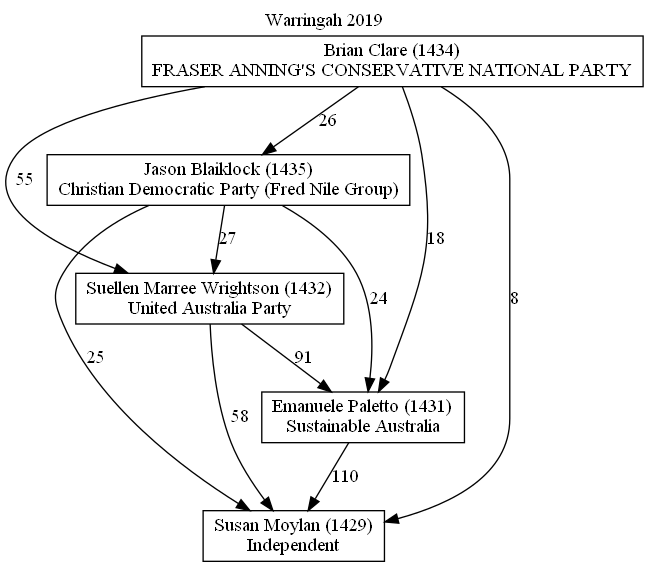 Warringah 2019
Brian Clare (1434)
FRASER ANNING'S CONSERVATIVE NATIONAL PARTY
26
Jason Blaiklock (1435)
Christian Democratic Party (Fred Nile Group)
55
27
18
Suellen Marree Wrightson (1432)
United Australia Party
24
8
25
91
Emanuele Paletto (1431)
Sustainable Australia
58
110
Susan Moylan (1429)
Independent